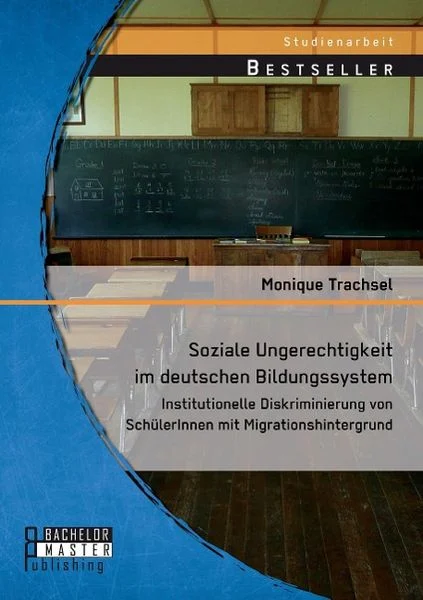 Studienarbeit
BESTSELLER
Monique Trachsel
Soziale Ungerechtigkeit
im deutschen Bildungssystem
Institutionelle Diskriminierung von
SchülerInnen mit Migrationshintergrund
BACHELOR
MASTER
Publishing